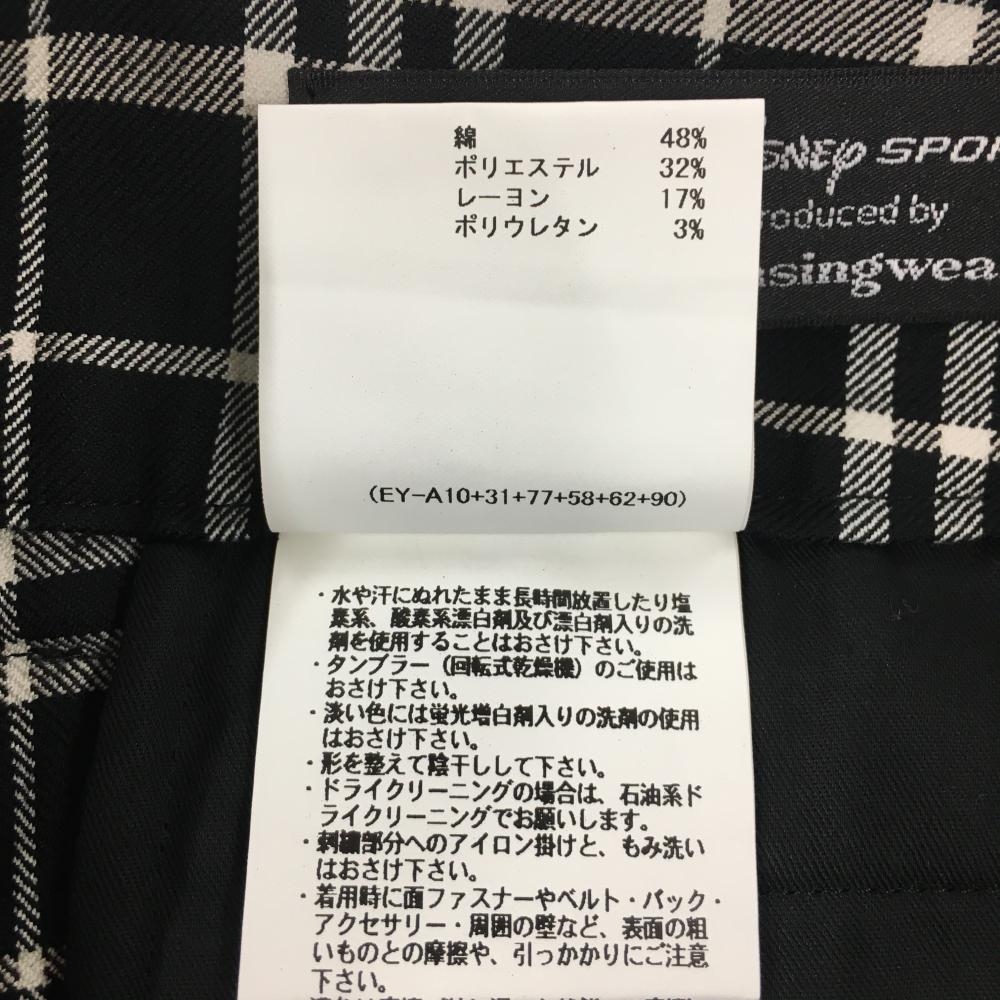 綿 48%
ポリエステル 32%
レーヨン 17%
ポリウレタン 3%
SNEY SPO
roduced by
singwea
(EY-A10+31+77+58+62+90)
・水や汗にぬれたまま長時間放置したり塩
素系、酸素系漂白剤及び漂白剤入りの洗
剤を使用することはおさけ下さい。
・タンブラー(回転式乾燥機)のご使用は
おさけ下さい。
・淡い色には蛍光増白剤入りの洗剤の使用
はおさけ下さい。
・形を整えて陰干しして下さい。
・ドライクリーニングの場合は、石油系ド
ライクリーニングでお願いします。
・刺繍部分へのアイロン掛けと、もみ洗い
はおさけ下さい。
・着用時に面ファスナーやベルト・バック・
アクセサリー・周囲の壁など、表面の粗
いものとの摩擦や、引っかかりにご注意
下さい。